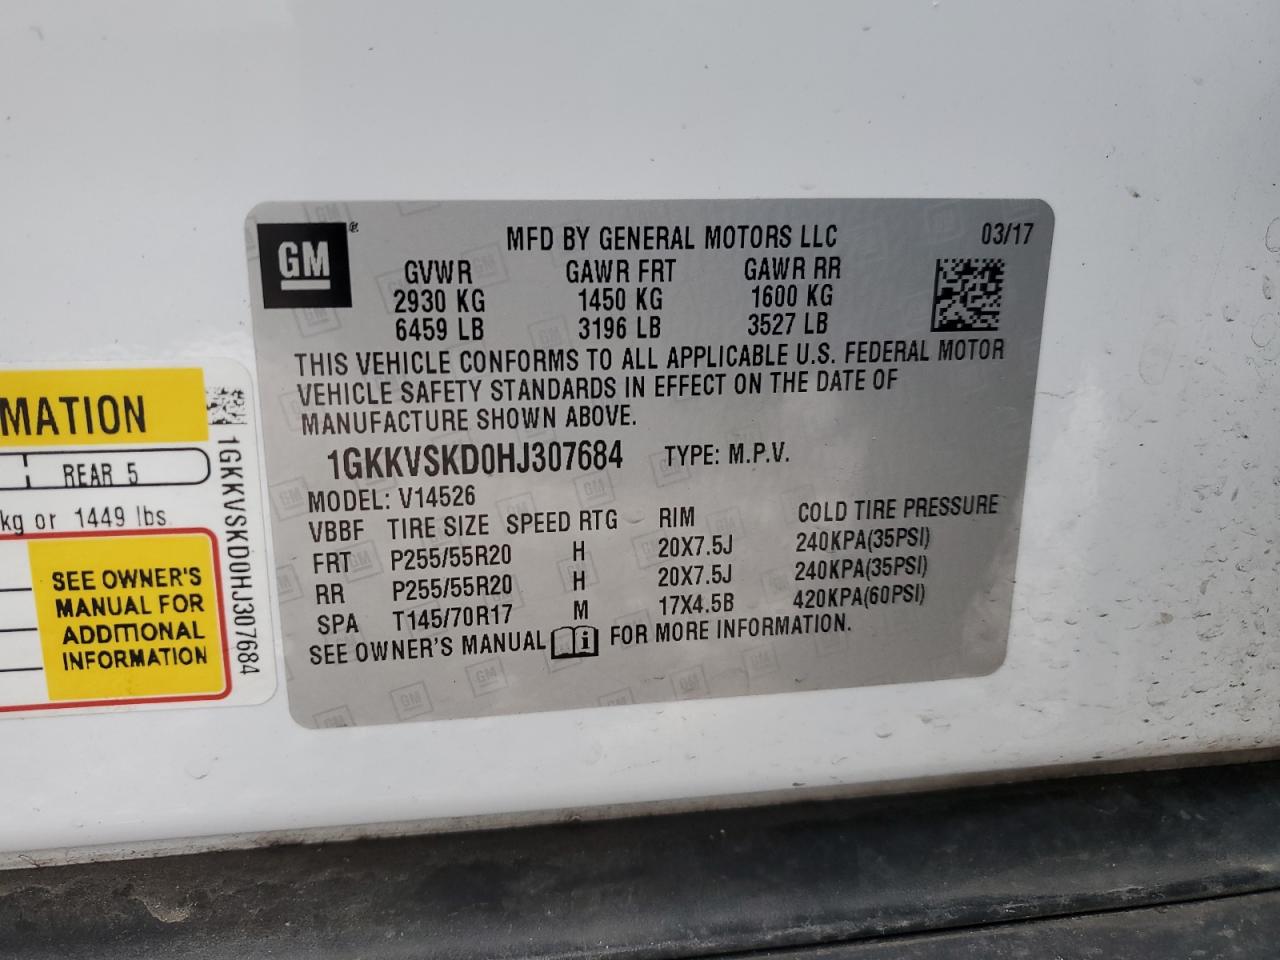 GM
MFD BY GENERAL MOTORS LLC 03/17
GVWR GAWR FRT GAWR RR
2930 KG 1450 KG 1600 KG
6459 LB 3196 LB 3527 LB
THIS VEHICLE CONFORMS TO ALL APPLICABLE U.S. FEDERAL MOTOR
VEHICLE SAFETY STANDARDS IN EFFECT ON THE DATE OF
MANUFACTURE SHOWN ABOVE.
1GKKVSKD0HJ307684 TYPE: M.P.V.
MODEL: V14526
VBBF TIRE SIZE SPEED RTG RIM COLD TIRE PRESSURE
FRT P255/55R20 H 20X7.5J 240KPA(35PSI)
RR P255/55R20 H 20X7.5J 240KPA(35PSI)
SPA T145/70R17 M 17X4.5B 420KPA(60PSI)
SEE OWNER'S MANUAL i FOR MORE INFORMATION.
MATION
REAR 5
kg or 1449 lbs.
SEE OWNER'S
MANUAL FOR
ADDITIONAL
INFORMATION
1GKKVSKD0HJ307684